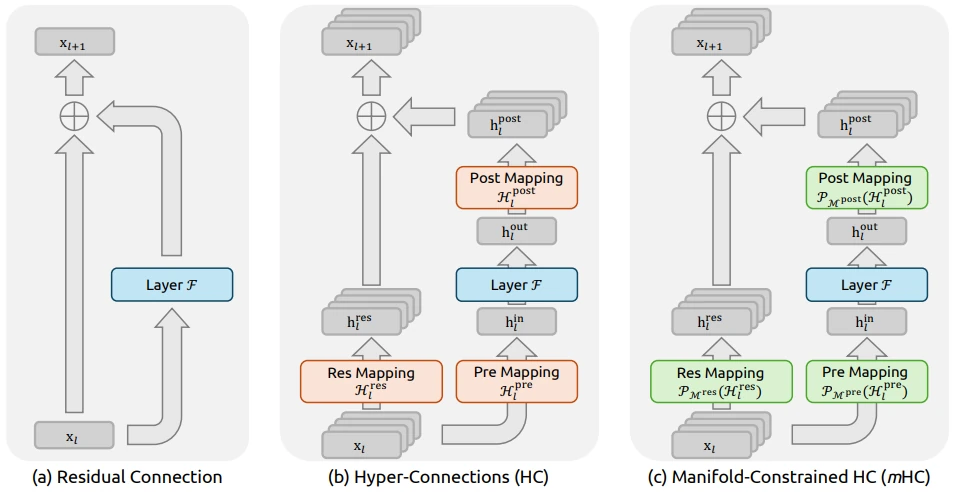 x_{l+1}
⊕
Layer ℱ
x_l
(a) Residual Connection
x_{l+1}
⊕
h_l^{post}
Post Mapping
ℋ_l^{post}
h_l^{out}
Layer ℱ
h_l^{res}
h_l^{in}
Res Mapping
ℋ_l^{res}
Pre Mapping
ℋ_l^{pre}
x_l
(b) Hyper-Connections (HC)
x_{l+1}
⊕
h_l^{post}
Post Mapping
𝒫_{ℳ^{post}}(ℋ_l^{post})
h_l^{out}
Layer ℱ
h_l^{res}
h_l^{in}
Res Mapping
𝒫_{ℳ^{res}}(ℋ_l^{res})
Pre Mapping
𝒫_{ℳ^{pre}}(ℋ_l^{pre})
x_l
(c) Manifold-Constrained HC (mHC)